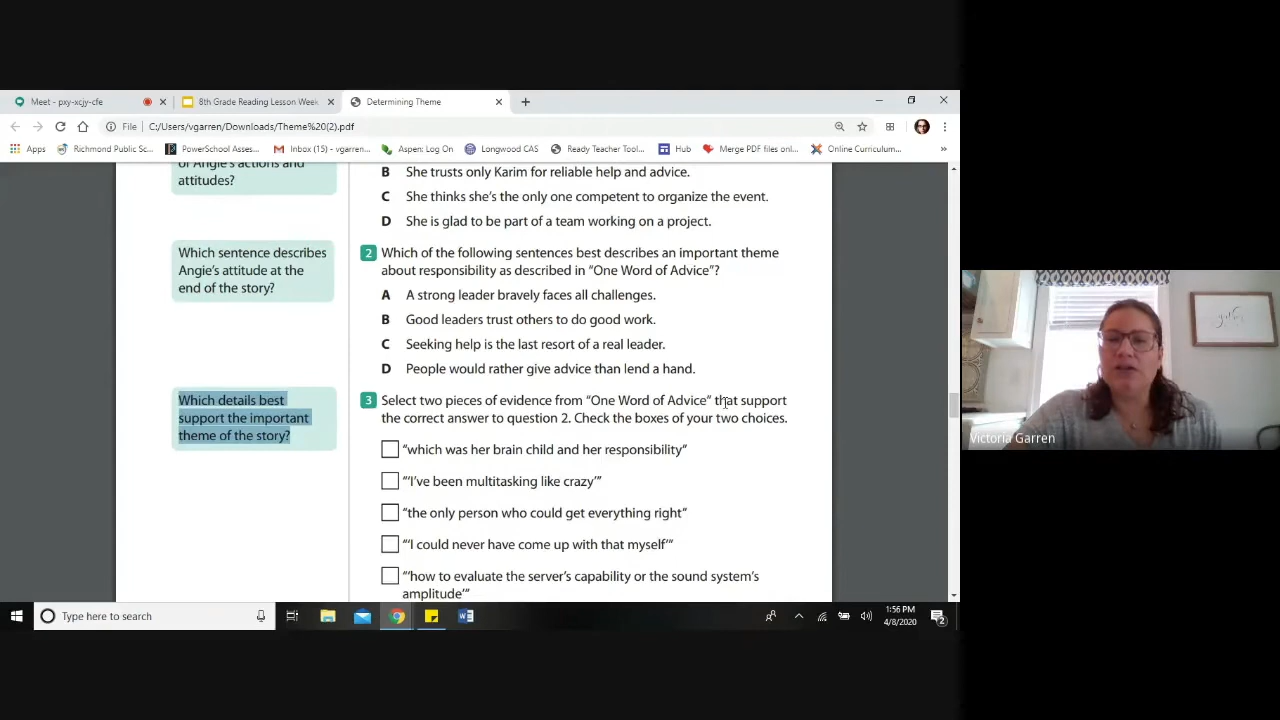 Meet - pxy-xcjy-cfe
8th Grade Reading Lesson Week
Determining Theme
File
C:/Users/vgarren/Downloads/Theme%20(2).pdf
Apps
Richmond Public Sc...
PowerSchool Asses...
Inbox (15) - vgarren...
Aspen: Log On
Longwood CAS
Ready Teacher Tool...
Hub
Merge PDF files onl...
Online Curriculum...
»
of Angie's actions and
attitudes?
B She trusts only Karim for reliable help and advice.
C She thinks she's the only one competent to organize the event.
D She is glad to be part of a team working on a project.
Which sentence describes
Angie's attitude at the
end of the story?
2 Which of the following sentences best describes an important theme
about responsibility as described in “One Word of Advice”?
A A strong leader bravely faces all challenges.
B Good leaders trust others to do good work.
C Seeking help is the last resort of a real leader.
D People would rather give advice than lend a hand.
Which details best
support the important
theme of the story?
3 Select two pieces of evidence from “One Word of Advice” that support
the correct answer to question 2. Check the boxes of your two choices.
“which was her brain child and her responsibility”
“‘I've been multitasking like crazy’”
“the only person who could get everything right”
“‘I could never have come up with that myself’”
“‘how to evaluate the server's capability or the sound system's
amplitude’”
Victoria Garren
Type here to search
1:56 PM
4/8/2020
2